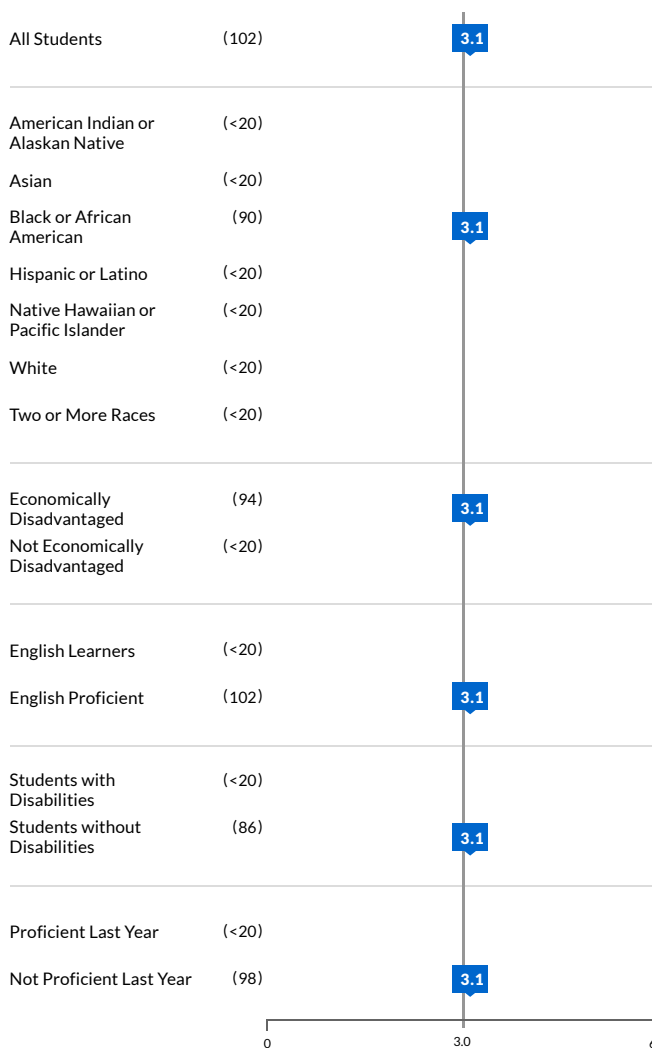 All Students (102) 3.1
American Indian or (<20)
Alaskan Native
Asian (<20)
Black or African (90) 3.1
American
Hispanic or Latino (<20)
Native Hawaiian or (<20)
Pacific Islander
White (<20)
Two or More Races (<20)
Economically (94) 3.1
Disadvantaged
Not Economically (<20)
Disadvantaged
English Learners (<20)
English Proficient (102) 3.1
Students with (<20)
Disabilities
Students without (86) 3.1
Disabilities
Proficient Last Year (<20)
Not Proficient Last Year (98) 3.1
0 3.0